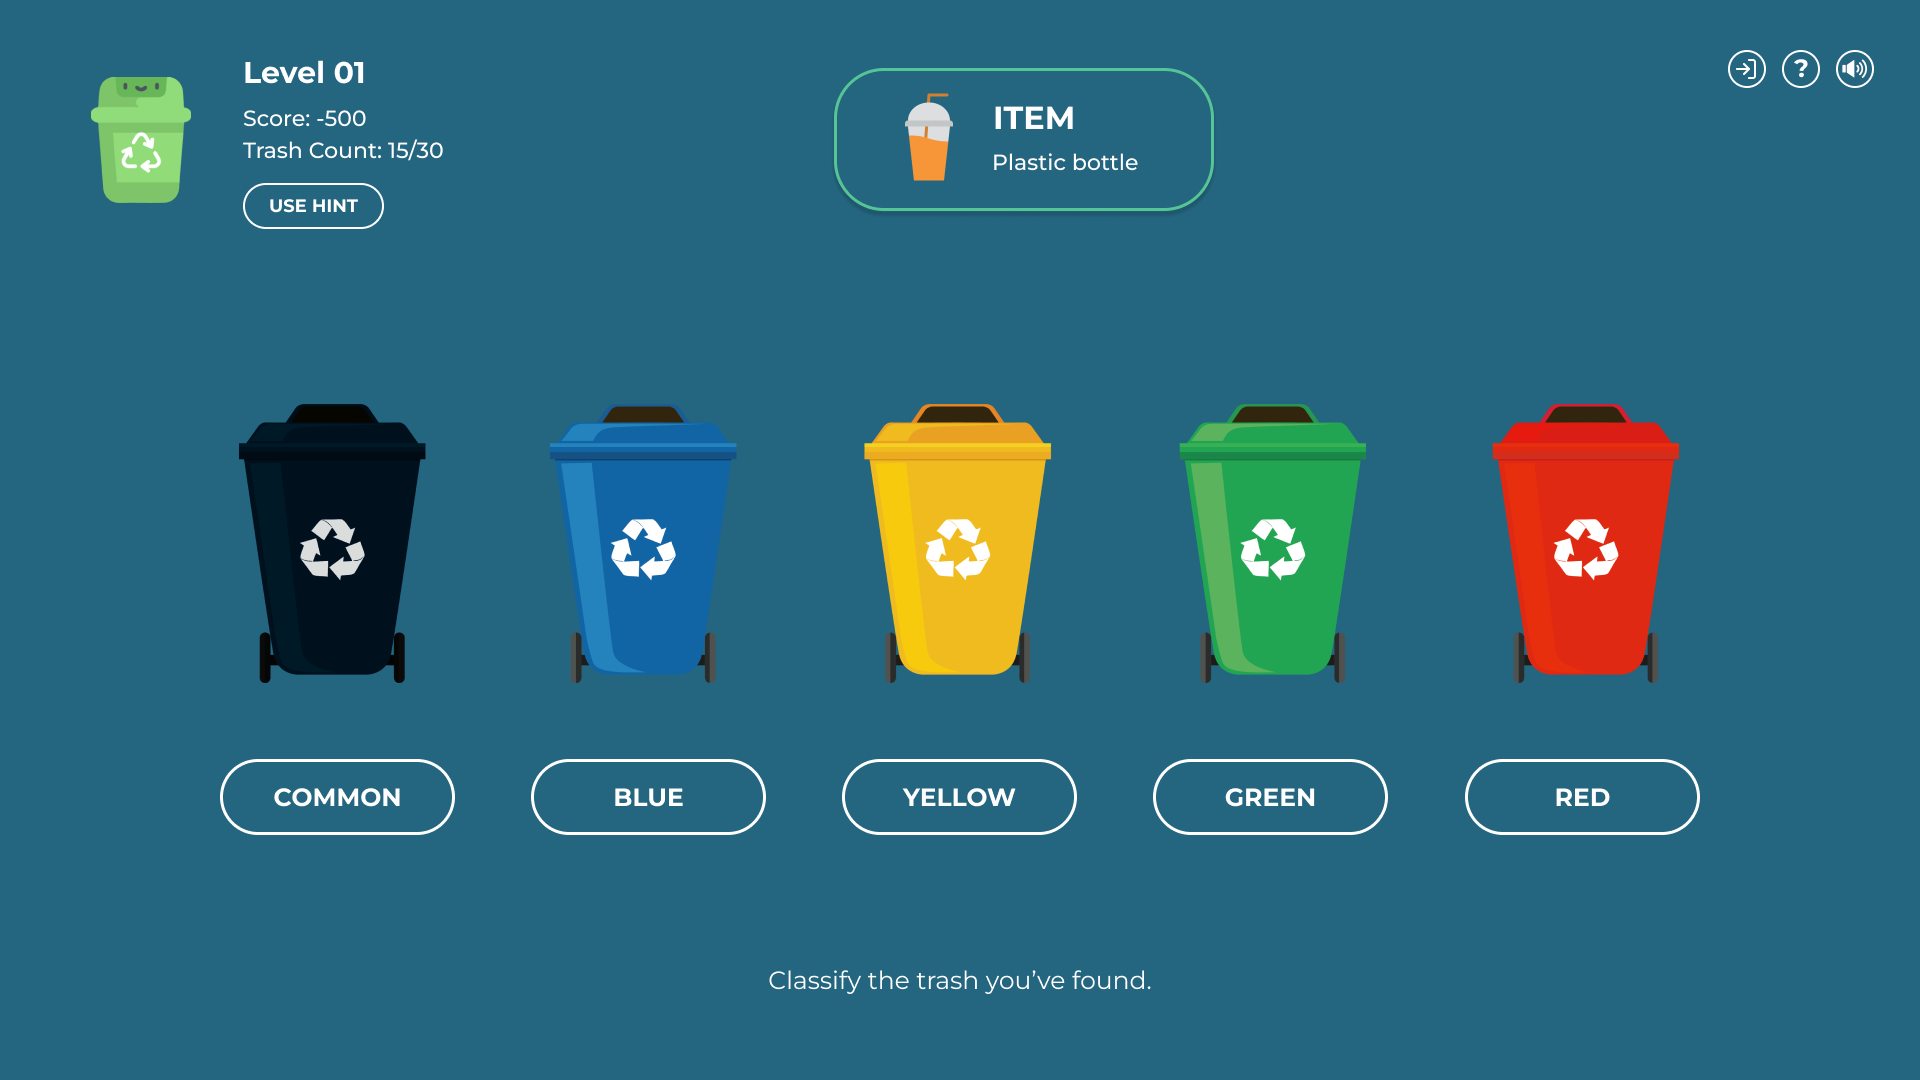 Level 01
Score: -500
Trash Count: 15/30
USE HINT
ITEM
Plastic bottle
?
COMMON
BLUE
YELLOW
GREEN
RED
Classify the trash you’ve found.